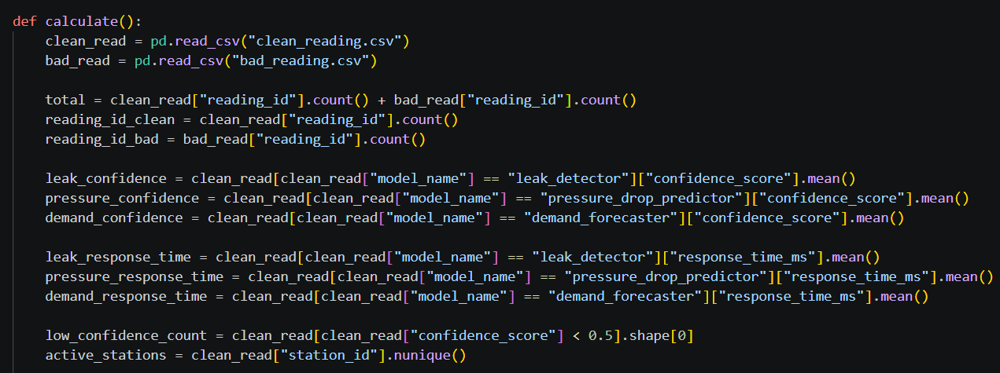 def calculate():
    clean_read = pd.read_csv("clean_reading.csv")
    bad_read = pd.read_csv("bad_reading.csv")

    total = clean_read["reading_id"].count() + bad_read["reading_id"].count()
    reading_id_clean = clean_read["reading_id"].count()
    reading_id_bad = bad_read["reading_id"].count()

    leak_confidence = clean_read[clean_read["model_name"] == "leak_detector"]["confidence_score"].mean()
    pressure_confidence = clean_read[clean_read["model_name"] == "pressure_drop_predictor"]["confidence_score"].mean()
    demand_confidence = clean_read[clean_read["model_name"] == "demand_forecaster"]["confidence_score"].mean()

    leak_response_time = clean_read[clean_read["model_name"] == "leak_detector"]["response_time_ms"].mean()
    pressure_response_time = clean_read[clean_read["model_name"] == "pressure_drop_predictor"]["response_time_ms"].mean()
    demand_response_time = clean_read[clean_read["model_name"] == "demand_forecaster"]["response_time_ms"].mean()

    low_confidence_count = clean_read[clean_read["confidence_score"] < 0.5].shape[0]
    active_stations = clean_read["station_id"].nunique()